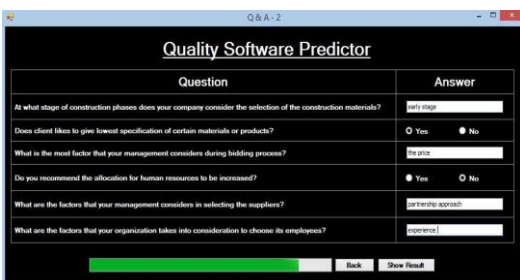 Q & A - 2
Quality Software Predictor
Question Answer
At what stage of construction phases does your company consider the selection of the construction materials? early stage
Does client likes to give lowest specification of certain materials or products? Yes No
What is the most factor that your management considers during bidding process? the price
Do you recommend the allocation for human resources to be increased? Yes No
What are the factors that your management considers in selecting the suppliers? partnership approach
What are the factors that your organization takes into consideration to choose its employees? experience
Back Show Result